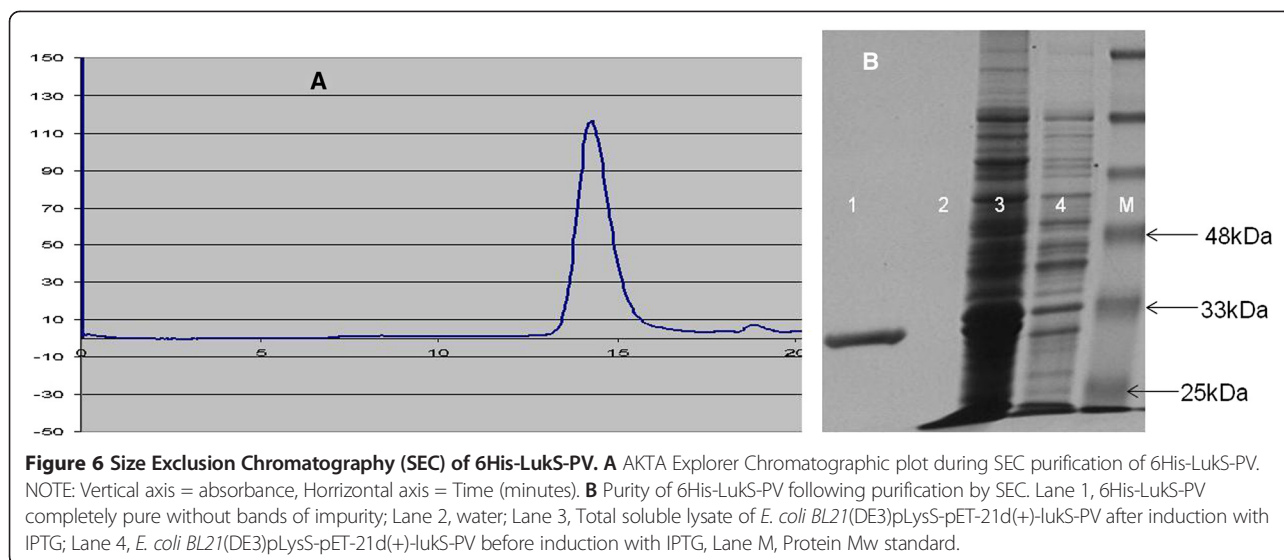 A
150
130
110
90
70
50
30
10
-10
-30
-50
0
5
10
15
20
B
1
2
3
4
M
48kDa
33kDa
25kDa
Figure 6 Size Exclusion Chromatography (SEC) of 6His-LukS-PV. A AKTA Explorer Chromatographic plot during SEC purification of 6His-LukS-PV.
NOTE: Vertical axis = absorbance, Horrizontal axis = Time (minutes). B Purity of 6His-LukS-PV following purification by SEC. Lane 1, 6His-LukS-PV
completely pure without bands of impurity; Lane 2, water; Lane 3, Total soluble lysate of E. coli BL21(DE3)pLysS-pET-21d(+)-lukS-PV after induction with
IPTG; Lane 4, E. coli BL21(DE3)pLysS-pET-21d(+)-lukS-PV before induction with IPTG, Lane M, Protein Mw standard.